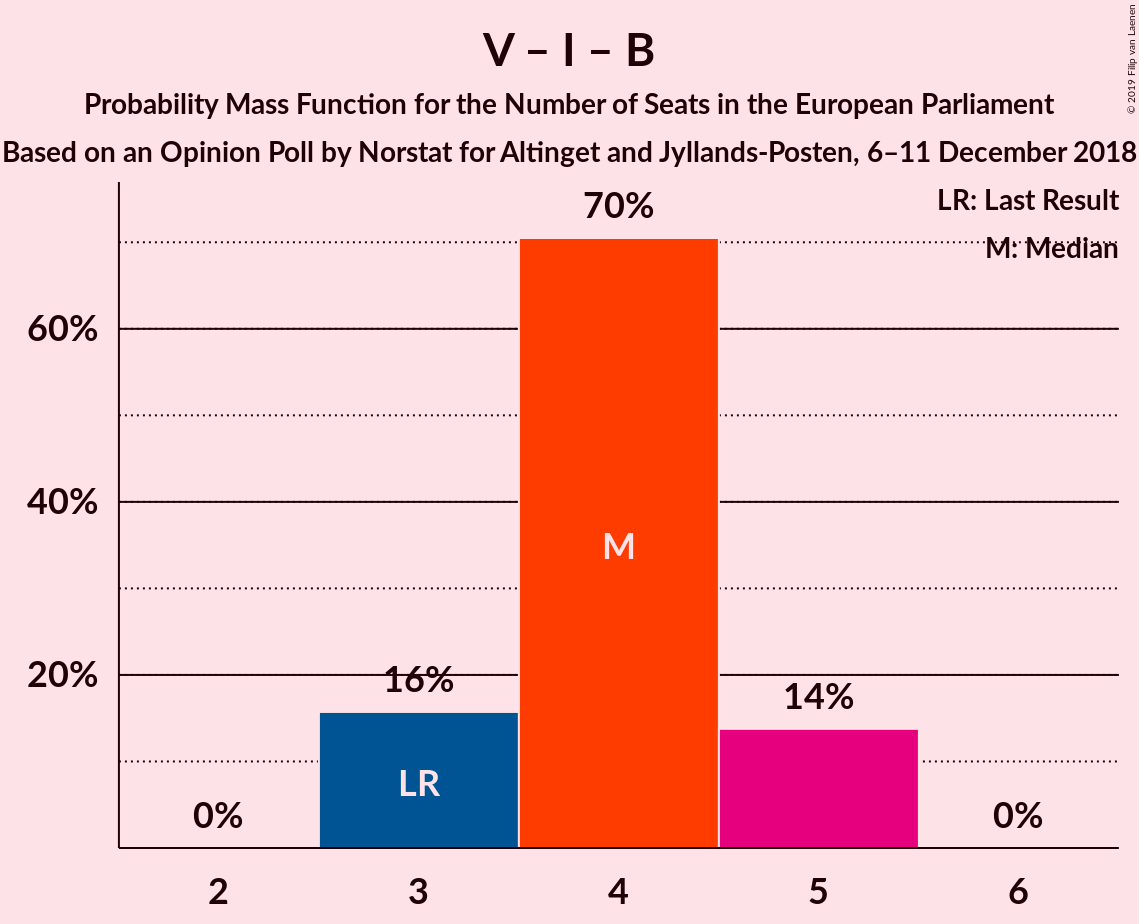 V – I – B
Probability Mass Function for the Number of Seats in the European Parliament
Based on an Opinion Poll by Norstat for Altinget and Jyllands-Posten, 6–11 December 2018
© 2019 Filip van Laenen
LR: Last Result
M: Median
70%
60%
40%
M
20%
16%
14%
LR
0%
0%
2 3 4 5 6